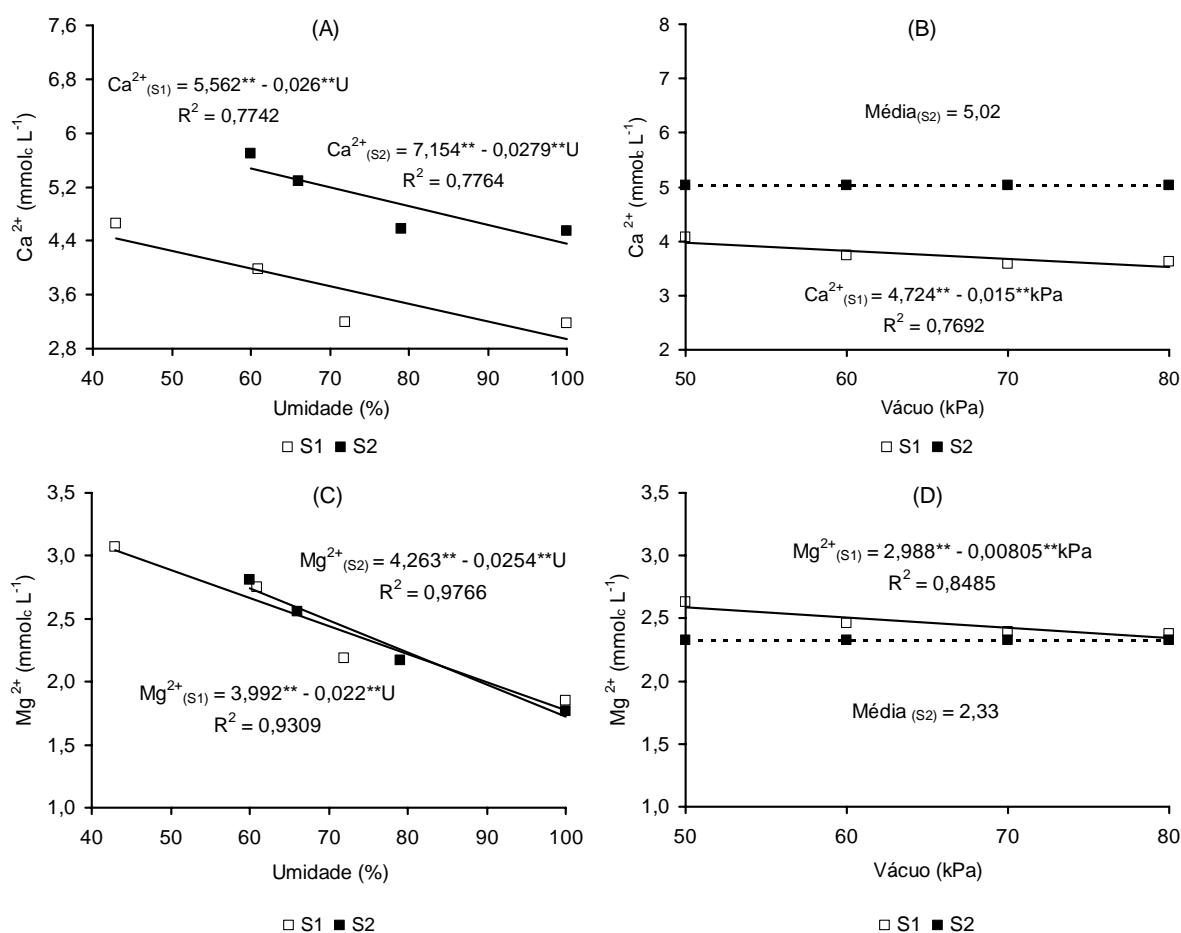 (A)
7,6
6,8
6
5,2
4,4
3,6
2,8
Ca²⁺ (mmolc L⁻¹)
Ca²⁺(S1) = 5,562** - 0,026**U
R² = 0,7742
Ca²⁺(S2) = 7,154** - 0,0279**U
R² = 0,7764
40 50 60 70 80 90 100
Umidade (%)
□ S1 ■ S2
(B)
8
7
6
5
4
3
2
Ca²⁺ (mmolc L⁻¹)
Média(S2) = 5,02
Ca²⁺(S1) = 4,724** - 0,015**kPa
R² = 0,7692
50 60 70 80
Vácuo (kPa)
□ S1 ■ S2
(C)
3,5
3,0
2,5
2,0
1,5
1,0
Mg²⁺ (mmolc L⁻¹)
Mg²⁺(S2) = 4,263** - 0,0254**U
R² = 0,9766
Mg²⁺(S1) = 3,992** - 0,022**U
R² = 0,9309
40 50 60 70 80 90 100
Umidade (%)
□ S1 ■ S2
(D)
3,5
3,0
2,5
2,0
1,5
1,0
Mg²⁺ (mmolc L⁻¹)
Mg²⁺(S1) = 2,988** - 0,00805**kPa
R² = 0,8485
Média (S2) = 2,33
50 60 70 80
Vácuo (kPa)
□ S1 ■ S2